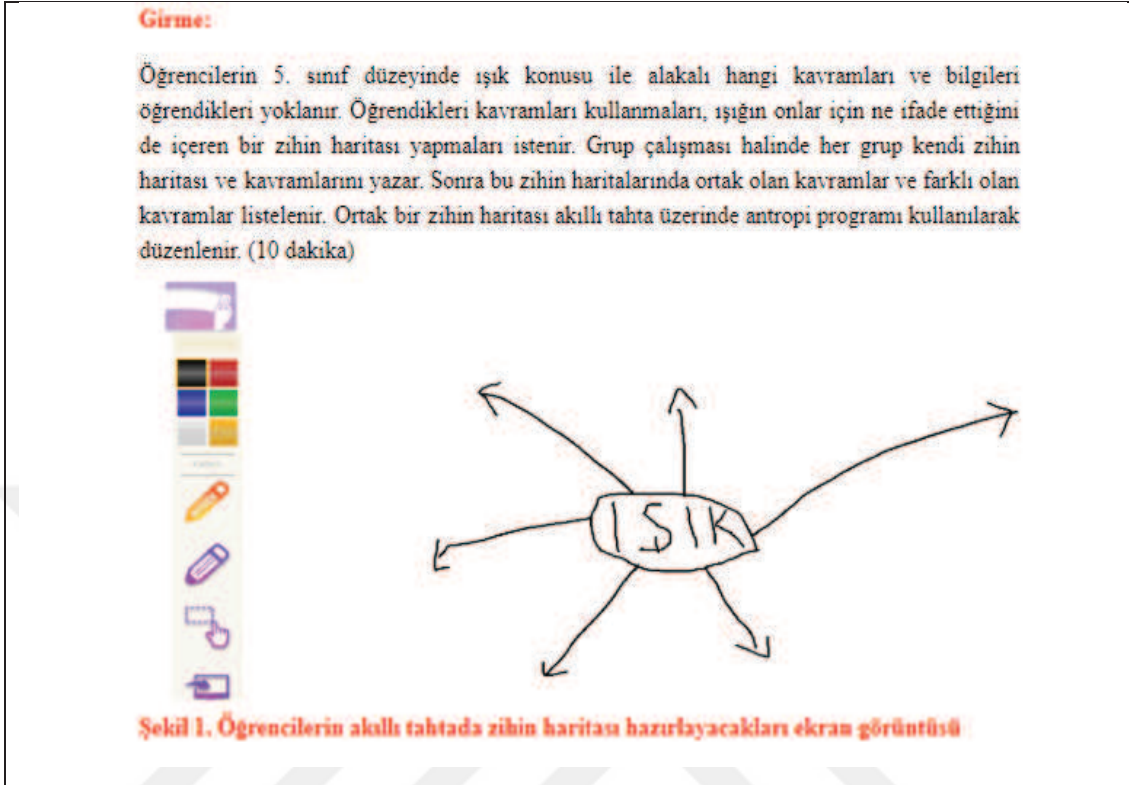 Girme:
Öğrencilerin 5. sınıf düzeyinde ışık konusu ile alakalı hangi kavramları ve bilgileri
öğrendikleri yoklanır. Öğrendikleri kavramları kullanmaları, ışığın onlar için ne ifade ettiğini
de içeren bir zihin haritası yapmaları istenir. Grup çalışması halinde her grup kendi zihin
haritası ve kavramlarını yazar. Sonra bu zihin haritalarında ortak olan kavramlar ve farklı olan
kavramlar listelenir. Ortak bir zihin haritası akıllı tahta üzerinde antropi programı kullanılarak
düzenlenir. (10 dakika)
IŞIK
Şekil 1. Öğrencilerin akıllı tahtada zihin haritası hazırlayacakları ekran görüntüsü